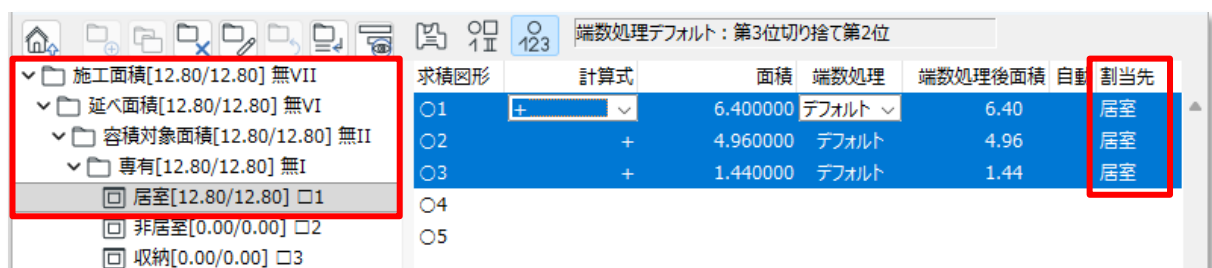 ○□
1 Ⅱ
○
123
端数処理デフォルト：第3位切り捨て第2位
施工面積[12.80/12.80] 無VII
延べ面積[12.80/12.80] 無VI
容積対象面積[12.80/12.80] 無II
専有[12.80/12.80] 無I
居室[12.80/12.80] □1
非居室[0.00/0.00] □2
収納[0.00/0.00] □3
求積図形 計算式 面積 端数処理 端数処理後面積 自動 割当先
○1 + 6.400000 デフォルト 6.40 居室
○2 + 4.960000 デフォルト 4.96 居室
○3 + 1.440000 デフォルト 1.44 居室
○4
○5